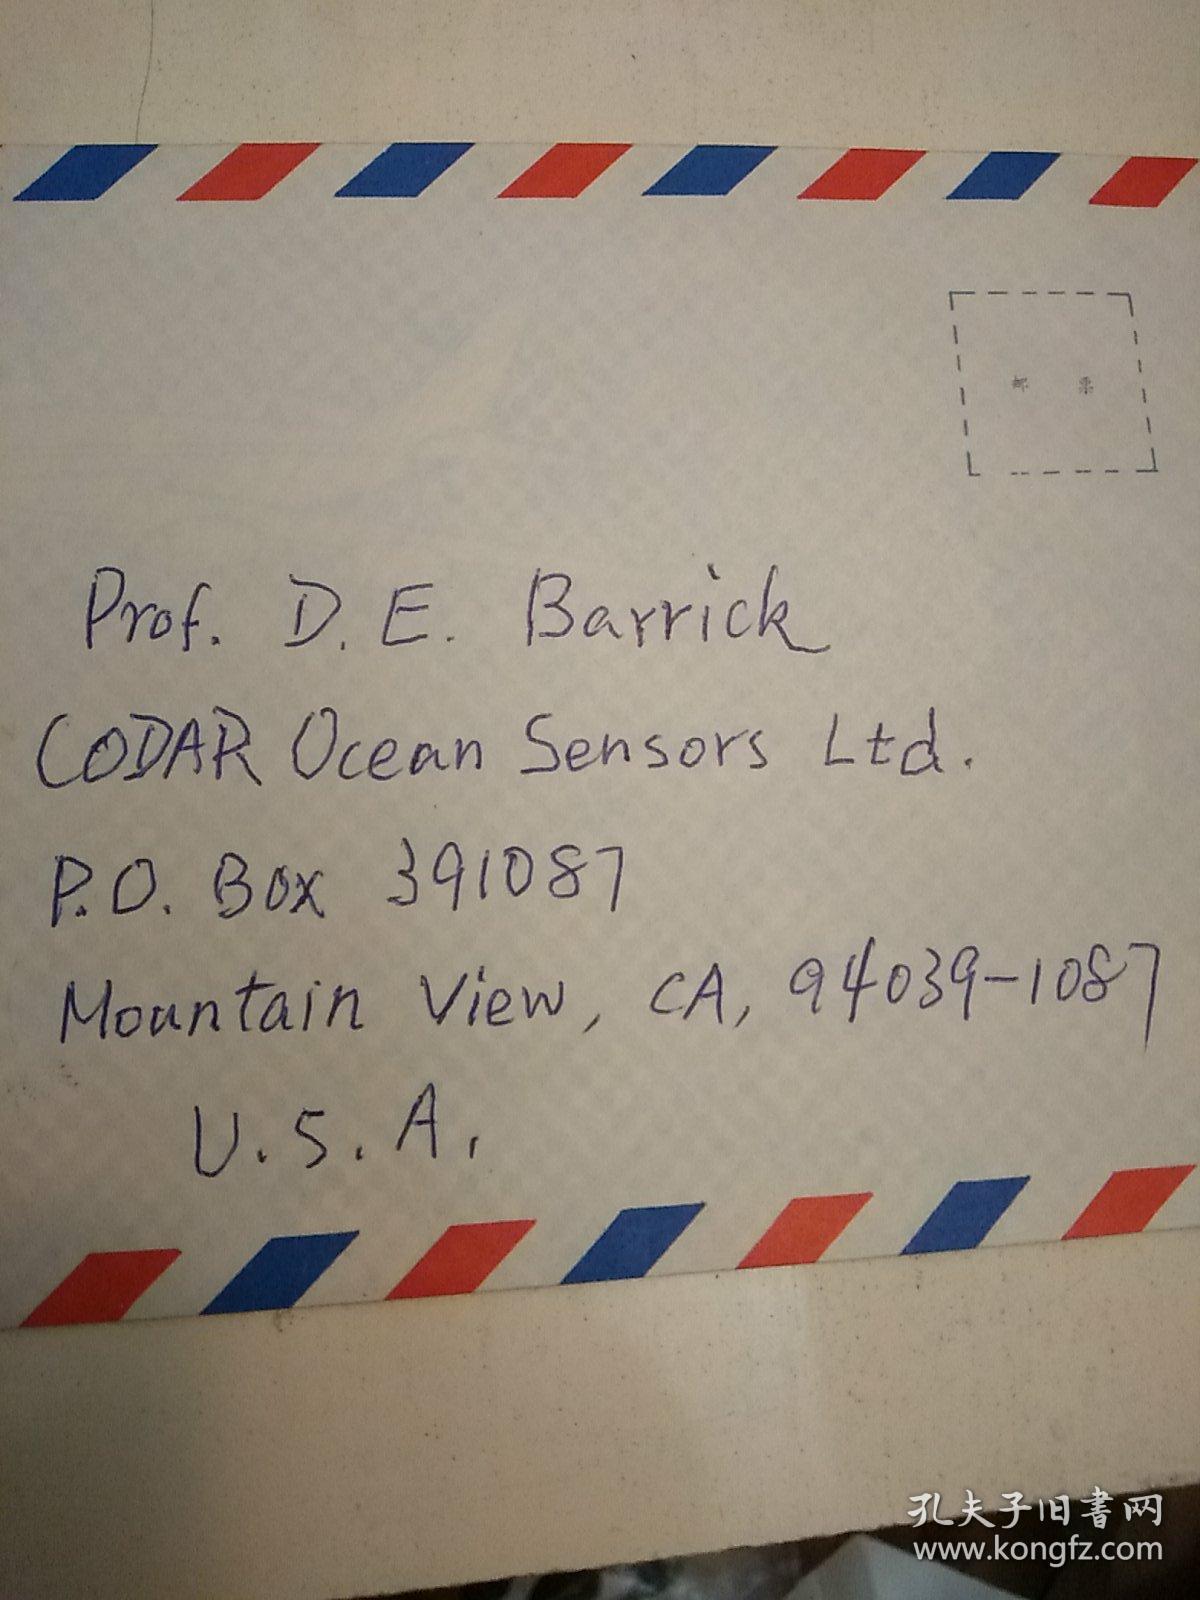 邮 票
Prof. D. E. Barrick
CODAR Ocean Sensors Ltd.
P.O. Box 391087
Mountain View, CA, 94039-1087
U.S.A.
孔夫子旧書网
www.kongfz.com